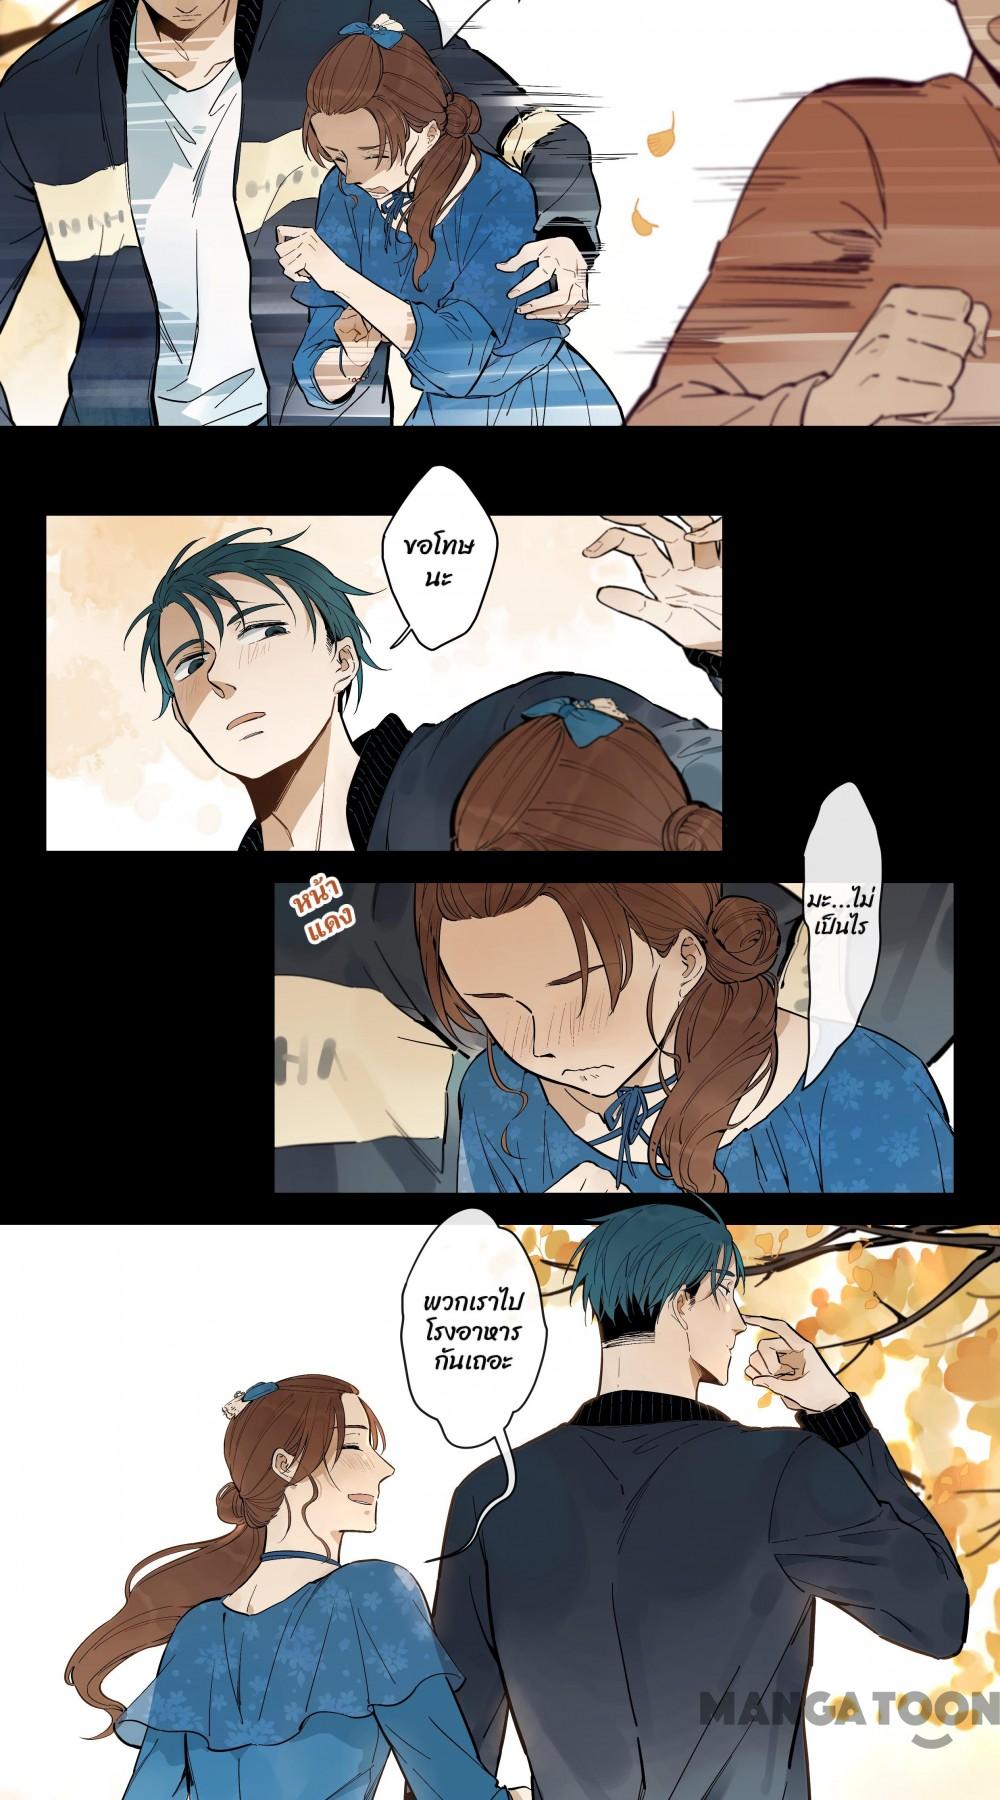 ขอโทษ
นะ
หน้า
แดง
มะ...ไม่
เป็นไร
พวกเราไป
โรงอาหาร
กันเถอะ
MANGATOON